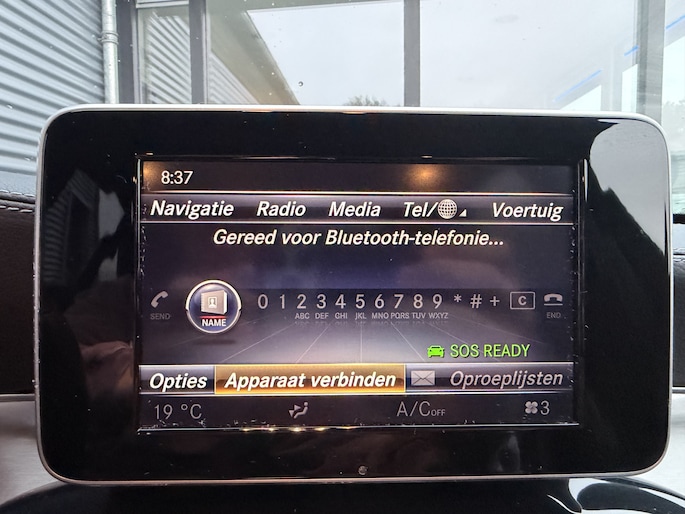 8:37
Navigatie Radio Media Tel/ Voertuig
Gereed voor Bluetooth-telefonie...
SEND NAME 0 1 2 3 4 5 6 7 8 9 * # + C END
ABC DEF GHI JKL MNO PQRS TUV WXYZ
SOS READY
Opties Apparaat verbinden Oproeplijsten
19 °C A/C OFF 3